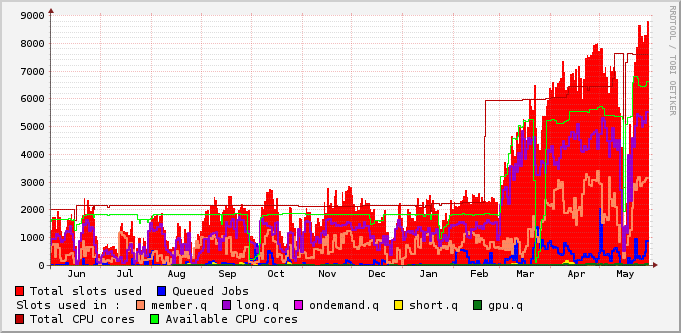 9000
8000
7000
6000
5000
4000
3000
2000
1000
0
Jun Jul Aug Sep Oct Nov Dec Jan Feb Mar Apr May
Total slots used Queued Jobs
Slots used in : member.q long.q ondemand.q short.q gpu.q
Total CPU cores Available CPU cores
RRDTOOL / TOBI OETIKER